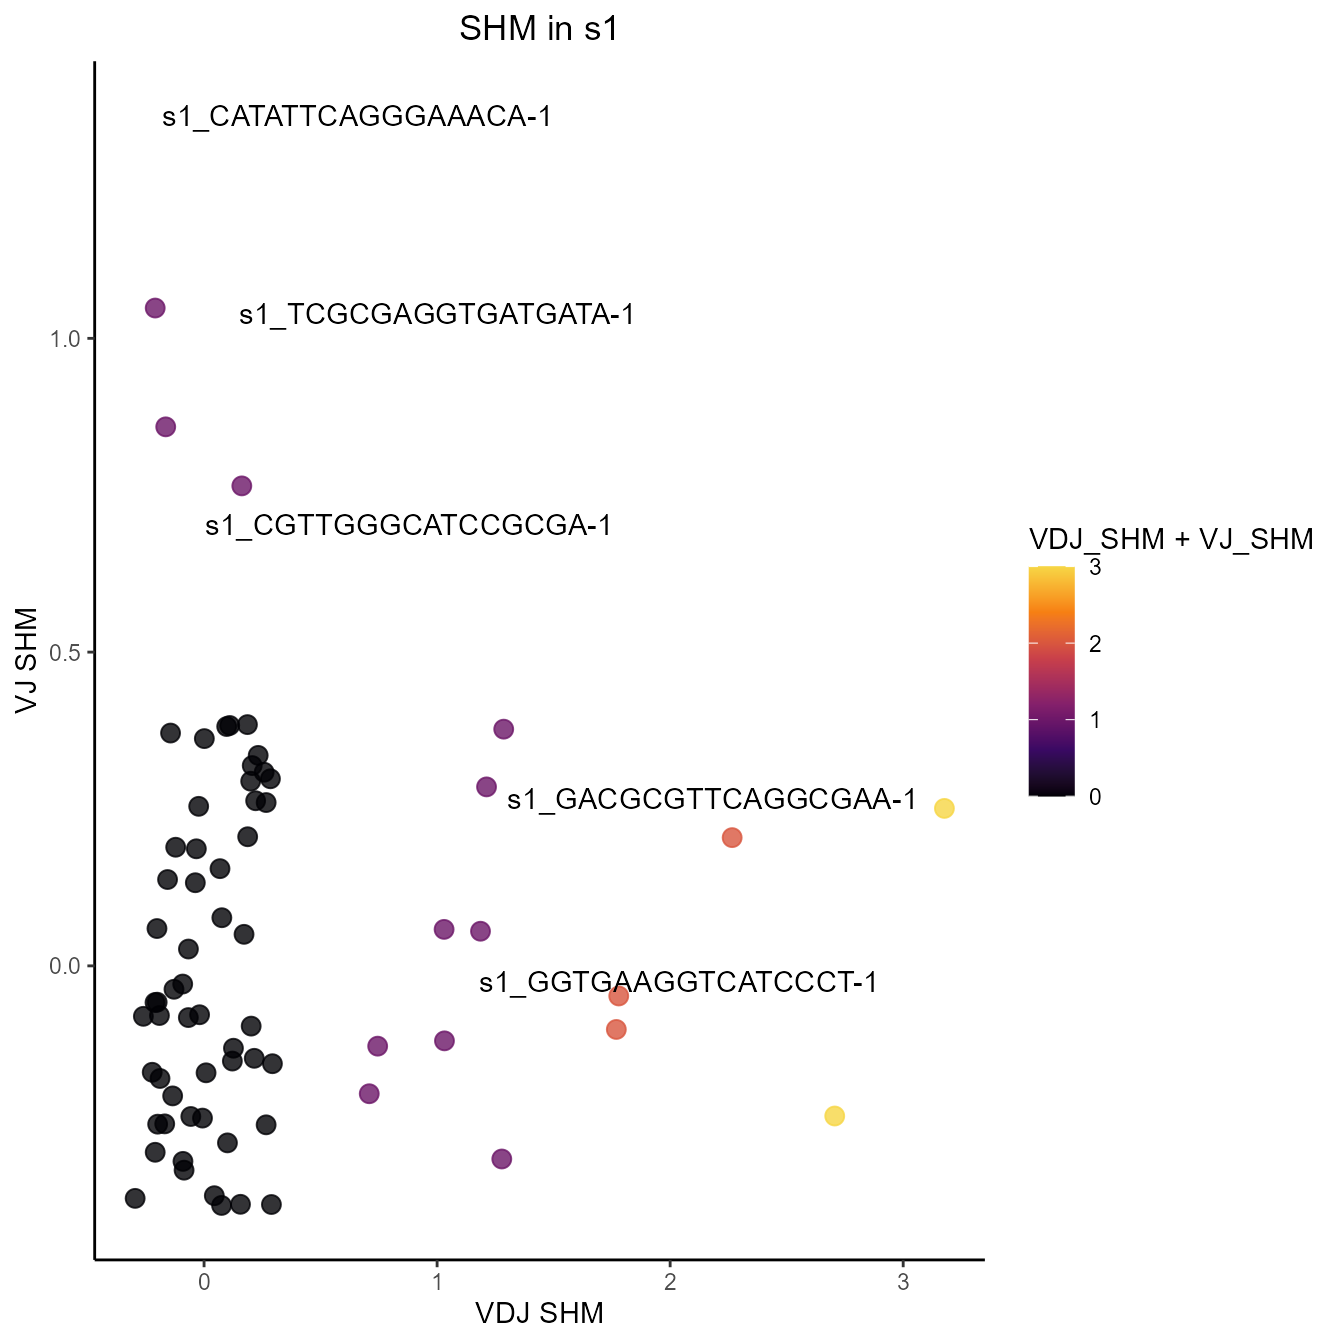 SHM in s1
s1_CATATTCAGGGAAACA-1
s1_TCGCGAGGTGATGATA-1
1.0
s1_CGTTGGGCATCCGCGA-1
VDJ_SHM + VJ_SHM
3
2
1
0
VJ SHM
0.5
s1_GACGCGTTCAGGCGAA-1
0.0
s1_GGTGAAGGTCATCCCT-1
0
1
2
3
VDJ SHM